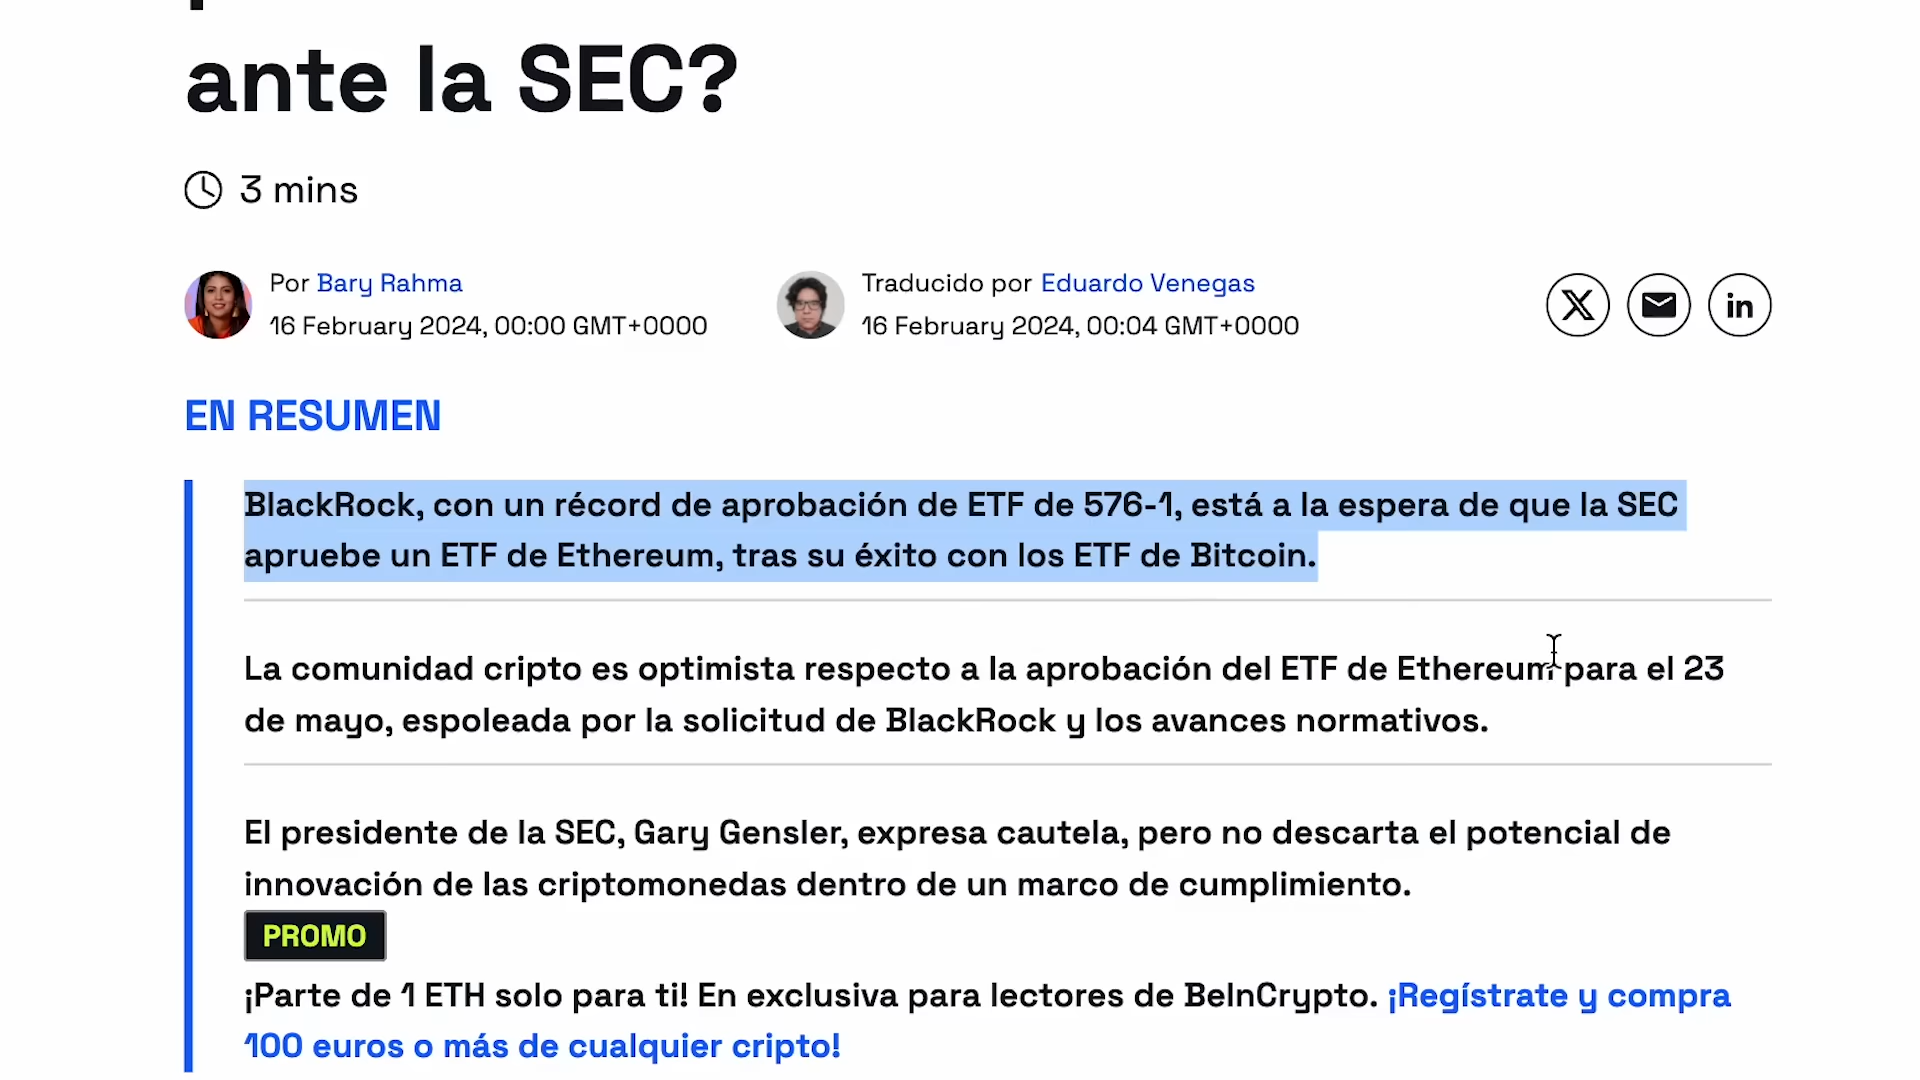 ante la SEC?
3 mins
Por Bary Rahma
16 February 2024, 00:00 GMT+0000
Traducido por Eduardo Venegas
16 February 2024, 00:04 GMT+0000
EN RESUMEN
BlackRock, con un récord de aprobación de ETF de 576-1, está a la espera de que la SEC
apruebe un ETF de Ethereum, tras su éxito con los ETF de Bitcoin.
La comunidad cripto es optimista respecto a la aprobación del ETF de Ethereum para el 23
de mayo, espoleada por la solicitud de BlackRock y los avances normativos.
El presidente de la SEC, Gary Gensler, expresa cautela, pero no descarta el potencial de
innovación de las criptomonedas dentro de un marco de cumplimiento.
PROMO
¡Parte de 1 ETH solo para ti! En exclusiva para lectores de BeInCrypto. ¡Regístrate y compra
100 euros o más de cualquier cripto!